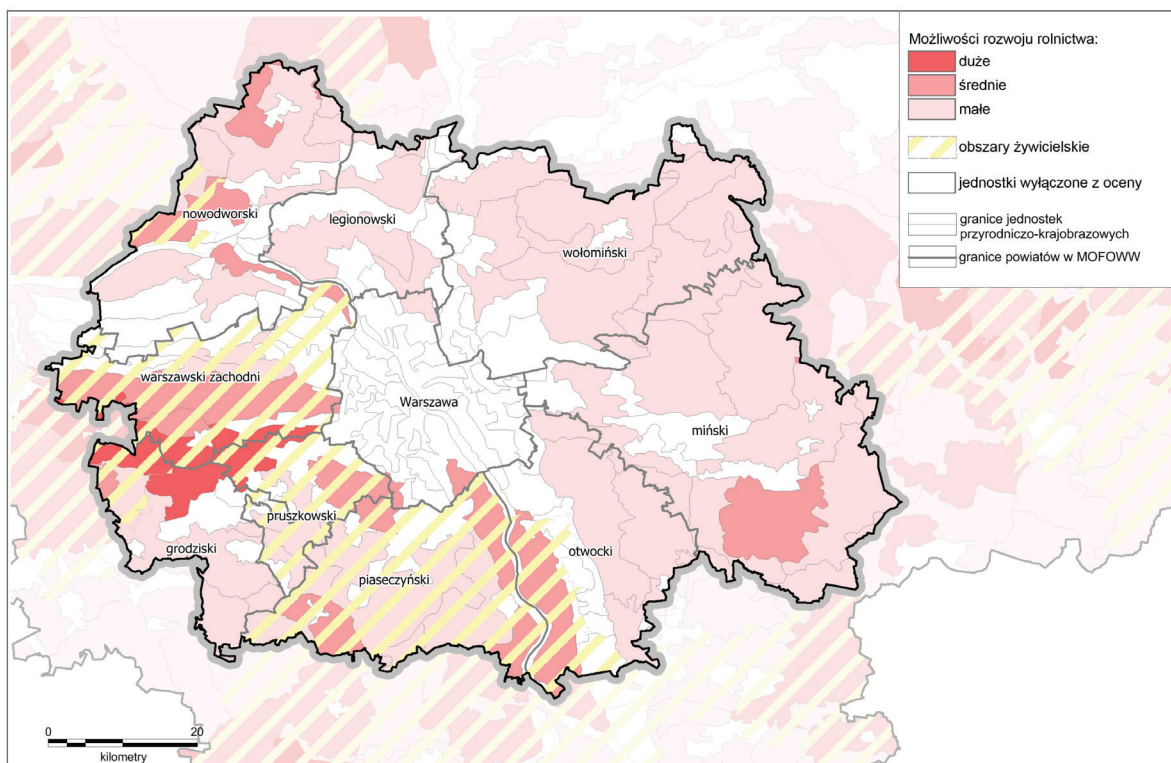 Możliwości rozwoju rolnictwa:
duże
średnie
małe
obszary żywicielskie
jednostki wyłączone z oceny
granice jednostek
przyrodniczo-krajobrazowych
granice powiatów w MOFOWW
nowodworski
legionowski
wołomiński
warszawski zachodni
Warszawa
miński
pruszkowski
grodziski
otwocki
piaseczyński
0 20
kilometry